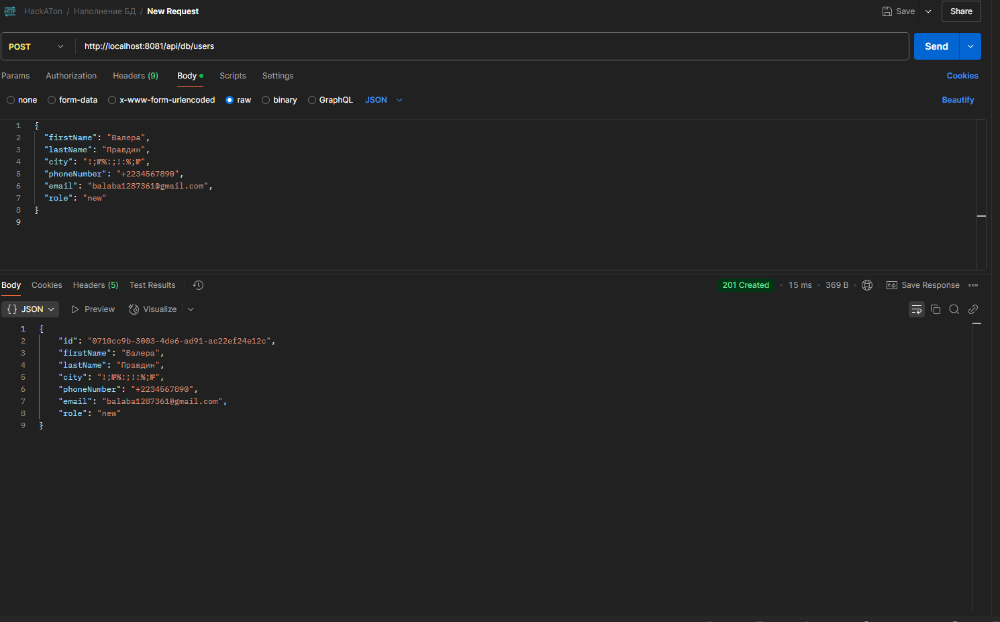 HTTP HackATon / Наполнение БД / New Request Save Share
POST http://localhost:8081/api/db/users Send
Params Authorization Headers (9) Body Scripts Settings Cookies
none form-data x-www-form-urlencoded raw binary GraphQL JSON Beautify
1 {
2 "firstName": "Валера",
3 "lastName": "Правдин",
4 "city": "!;№%:;!:%;№",
5 "phoneNumber": "+2234567890",
6 "email": "balaba1287361@gmail.com",
7 "role": "new"
8 }
9
Body Cookies Headers (5) Test Results 201 Created • 15 ms • 369 B • e.g. Save Response
{} JSON Preview Visualize
1 {
2 "id": "0710cc9b-3003-4de6-ad91-ac22ef24e12c",
3 "firstName": "Валера",
4 "lastName": "Правдин",
5 "city": "!;№%:;!:%;№",
6 "phoneNumber": "+2234567890",
7 "email": "balaba1287361@gmail.com",
8 "role": "new"
9 }